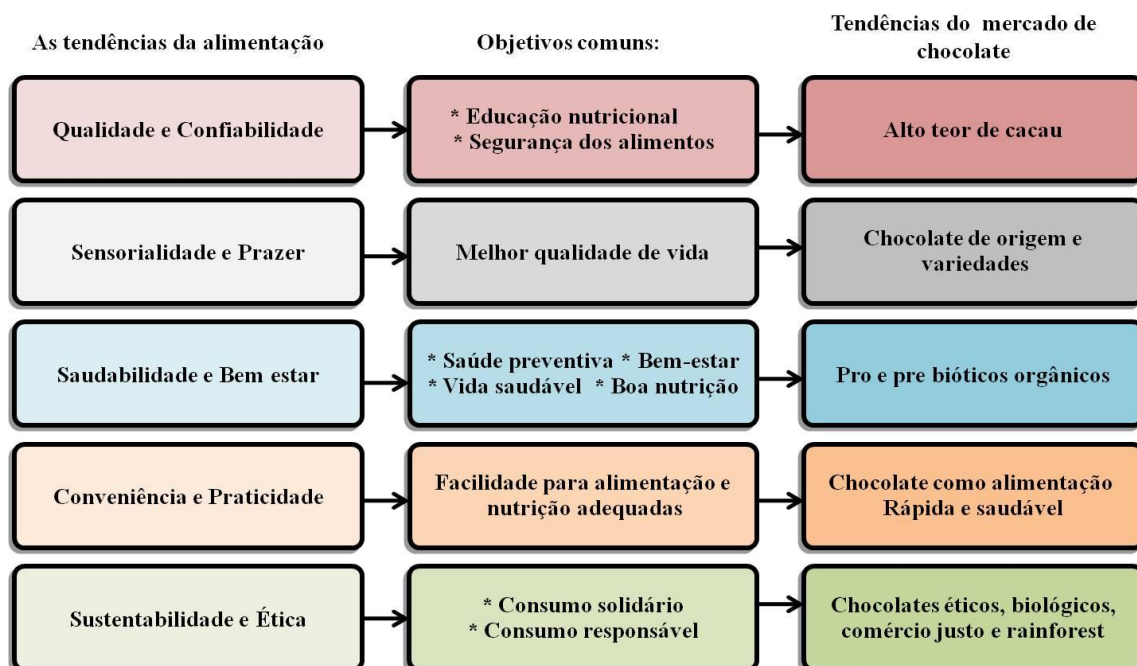 As tendências da alimentação
Objetivos comuns:
Tendências do mercado de
chocolate
Qualidade e Confiabilidade
* Educação nutricional
* Segurança dos alimentos
Alto teor de cacau
Sensorialidade e Prazer
Melhor qualidade de vida
Chocolate de origem e
variedades
Saudabilidade e Bem estar
* Saúde preventiva * Bem-estar
* Vida saudável * Boa nutrição
Pro e pre bióticos orgânicos
Conveniência e Praticidade
Facilidade para alimentação e
nutrição adequadas
Chocolate como alimentação
Rápida e saudável
Sustentabilidade e Ética
* Consumo solidário
* Consumo responsável
Chocolates éticos, biológicos,
comércio justo e rainforest